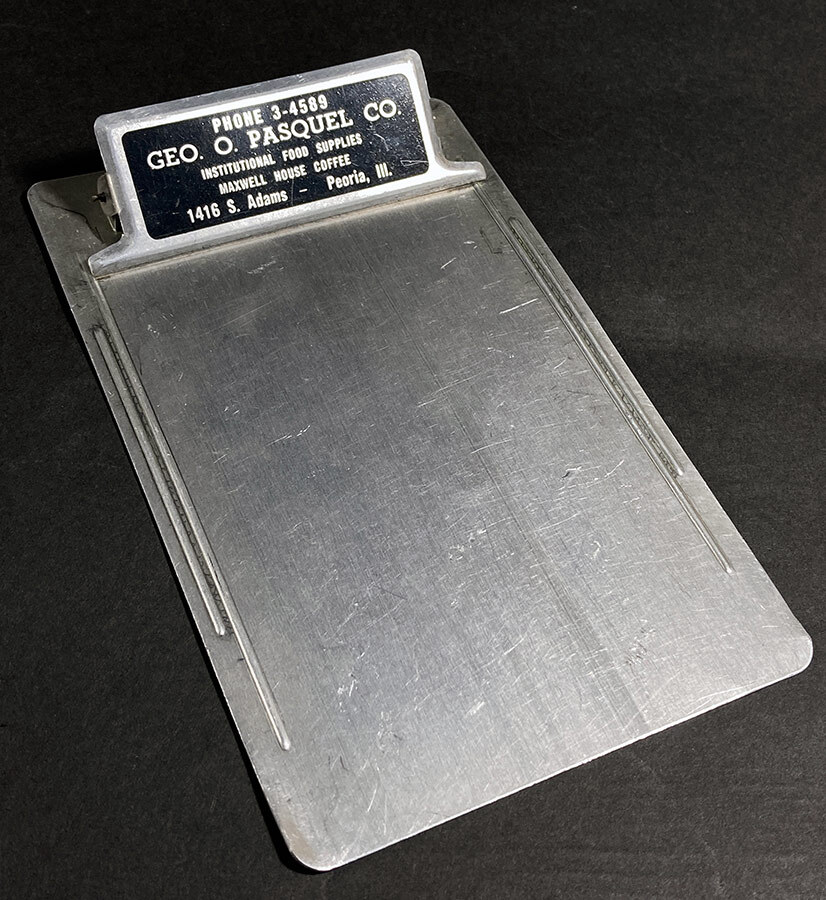 PHONE 3-4589
GEO. O. PASQUEL CO.
INSTITUTIONAL FOOD SUPPLIES
MAXWELL HOUSE COFFEE
1416 S. Adams – Peoria, Ill.